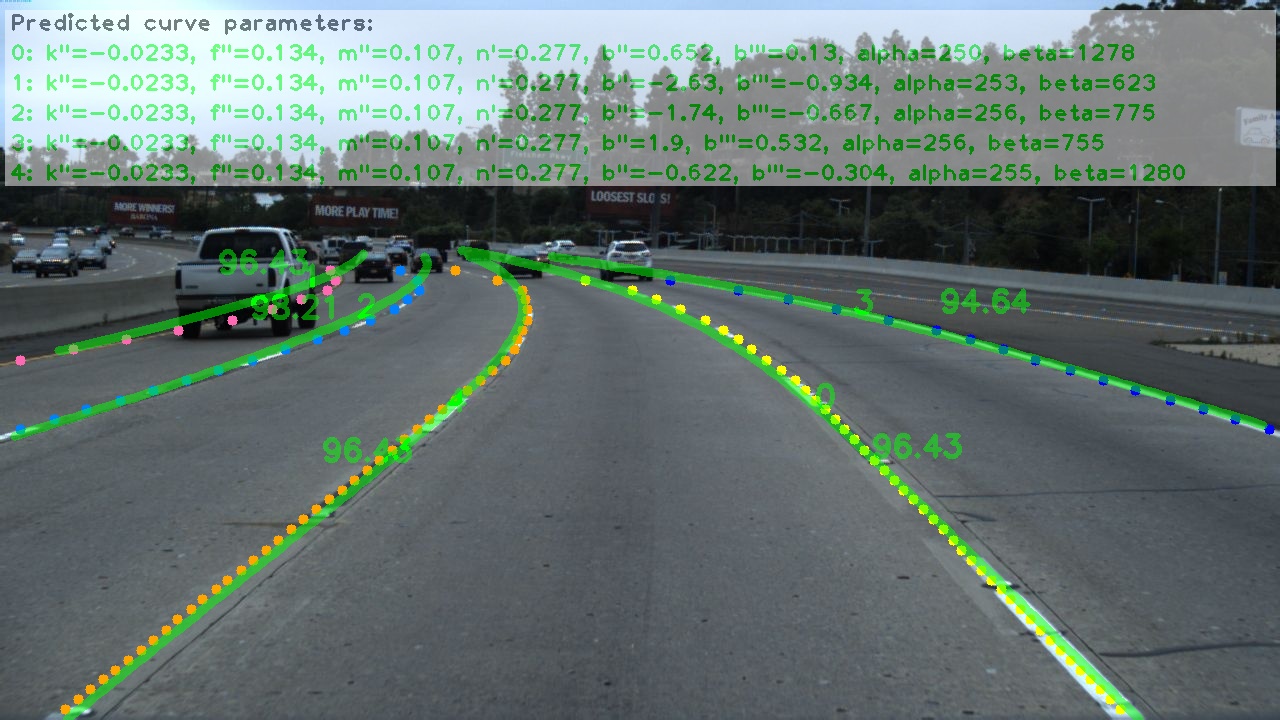 Predicted curve parameters:
0: k''=-0.0233, f''=0.134, m''=0.107, n'=0.277, b''=0.652, b'''=-0.13, alpha=250, beta=1278
1: k''=-0.0233, f''=0.134, m''=0.107, n'=0.277, b''=-2.63, b'''=-0.934, alpha=253, beta=623
2: k''=-0.0233, f''=0.134, m''=0.107, n'=0.277, b''=-1.74, b'''=-0.667, alpha=256, beta=775
3: k''=-0.0233, f''=0.134, m''=0.107, n'=0.277, b''=1.9, b'''=0.532, alpha=256, beta=755
4: k''=-0.0233, f''=0.134, m''=0.107, n'=0.277, b''=-0.622, b'''=-0.304, alpha=255, beta=1280
MORE WINNERS!
BARONA
MORE PLAY TIME!
LOOSEST SLOTS!
96.43
93.21 2
3 94.64
0
96.43
96.43